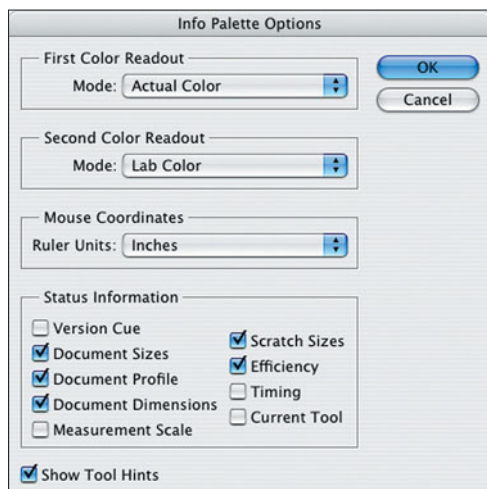 Info Palette Options
First Color Readout
Mode: Actual Color
OK
Cancel
Second Color Readout
Mode: Lab Color
Mouse Coordinates
Ruler Units: Inches
Status Information
Version Cue
Document Sizes
Document Profile
Document Dimensions
Measurement Scale
Scratch Sizes
Efficiency
Timing
Current Tool
Show Tool Hints